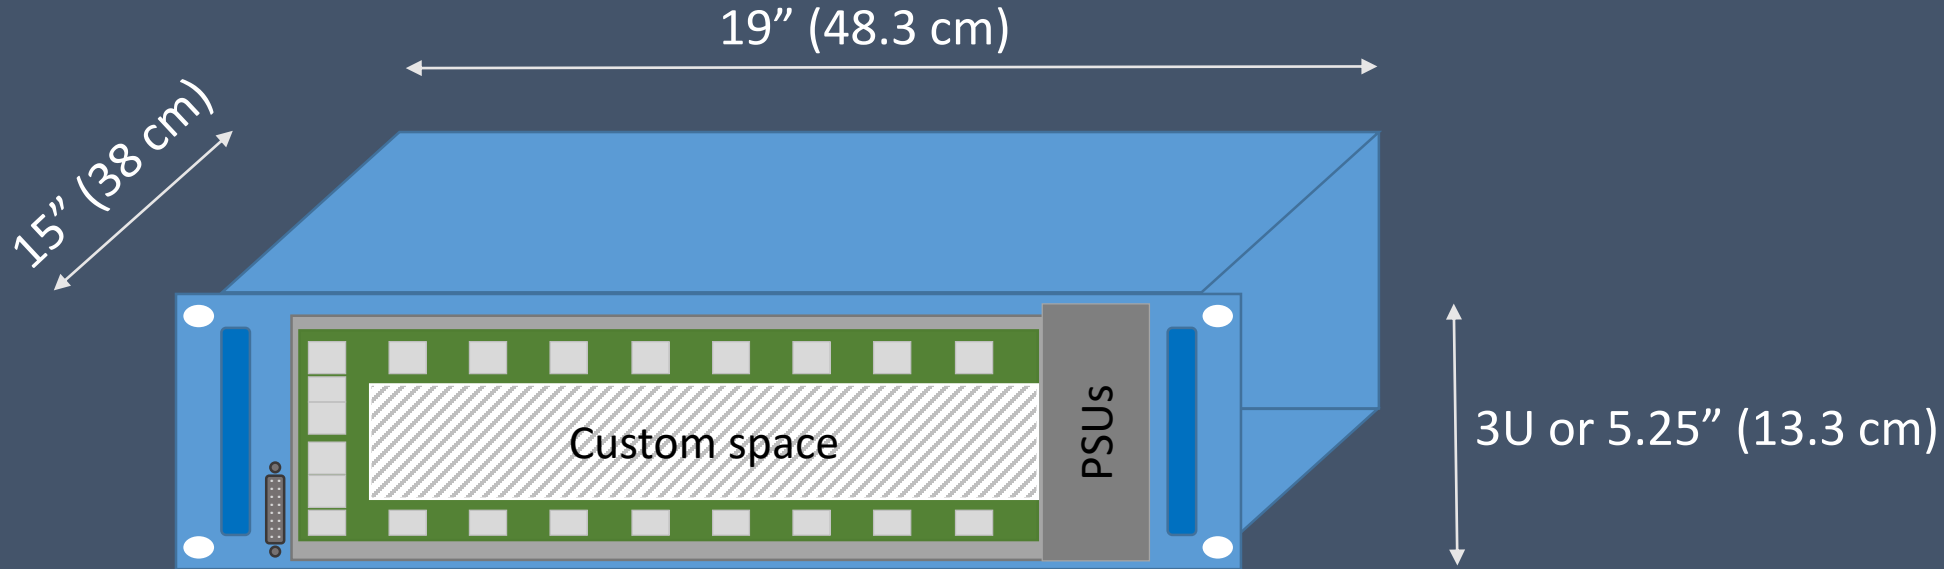 19” (48.3 cm)
15” (38 cm)
Custom space
PSUs
3U or 5.25” (13.3 cm)